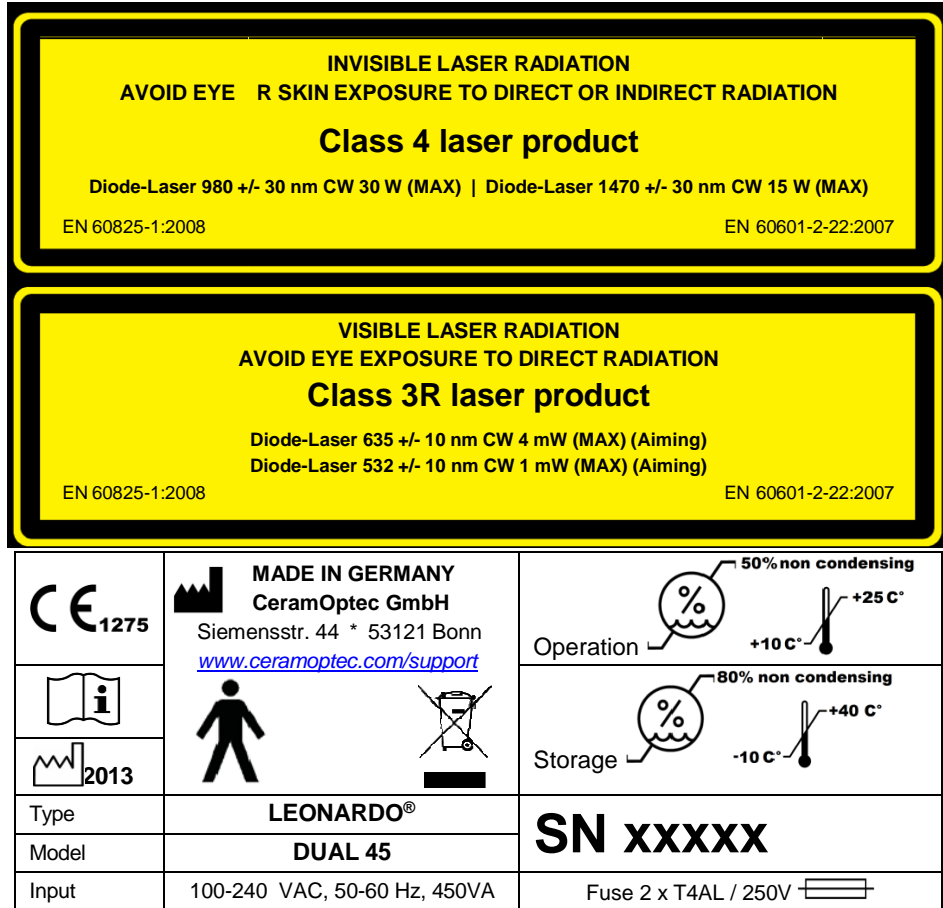 INVISIBLE LASER RADIATION
AVOID EYE R SKIN EXPOSURE TO DIRECT OR INDIRECT RADIATION
Class 4 laser product
Diode-Laser 980 +/- 30 nm CW 30 W (MAX) | Diode-Laser 1470 +/- 30 nm CW 15 W (MAX)
EN 60825-1:2008 EN 60601-2-22:2007
VISIBLE LASER RADIATION
AVOID EYE EXPOSURE TO DIRECT RADIATION
Class 3R laser product
Diode-Laser 635 +/- 10 nm CW 4 mW (MAX) (Aiming)
Diode-Laser 532 +/- 10 nm CW 1 mW (MAX) (Aiming)
EN 60825-1:2008 EN 60601-2-22:2007
CE 1275
i
2013
MADE IN GERMANY
CeramOptec GmbH
Siemensstr. 44 * 53121 Bonn
www.ceramoptec.com/support
50% non condensing
%
+25 C°
+10 C°
Operation
80% non condensing
%
+40 C°
-10 C°
Storage
Type LEONARDO®
Model DUAL 45
SN xxxxx
Input 100-240 VAC, 50-60 Hz, 450VA
Fuse 2 x T4AL / 250V